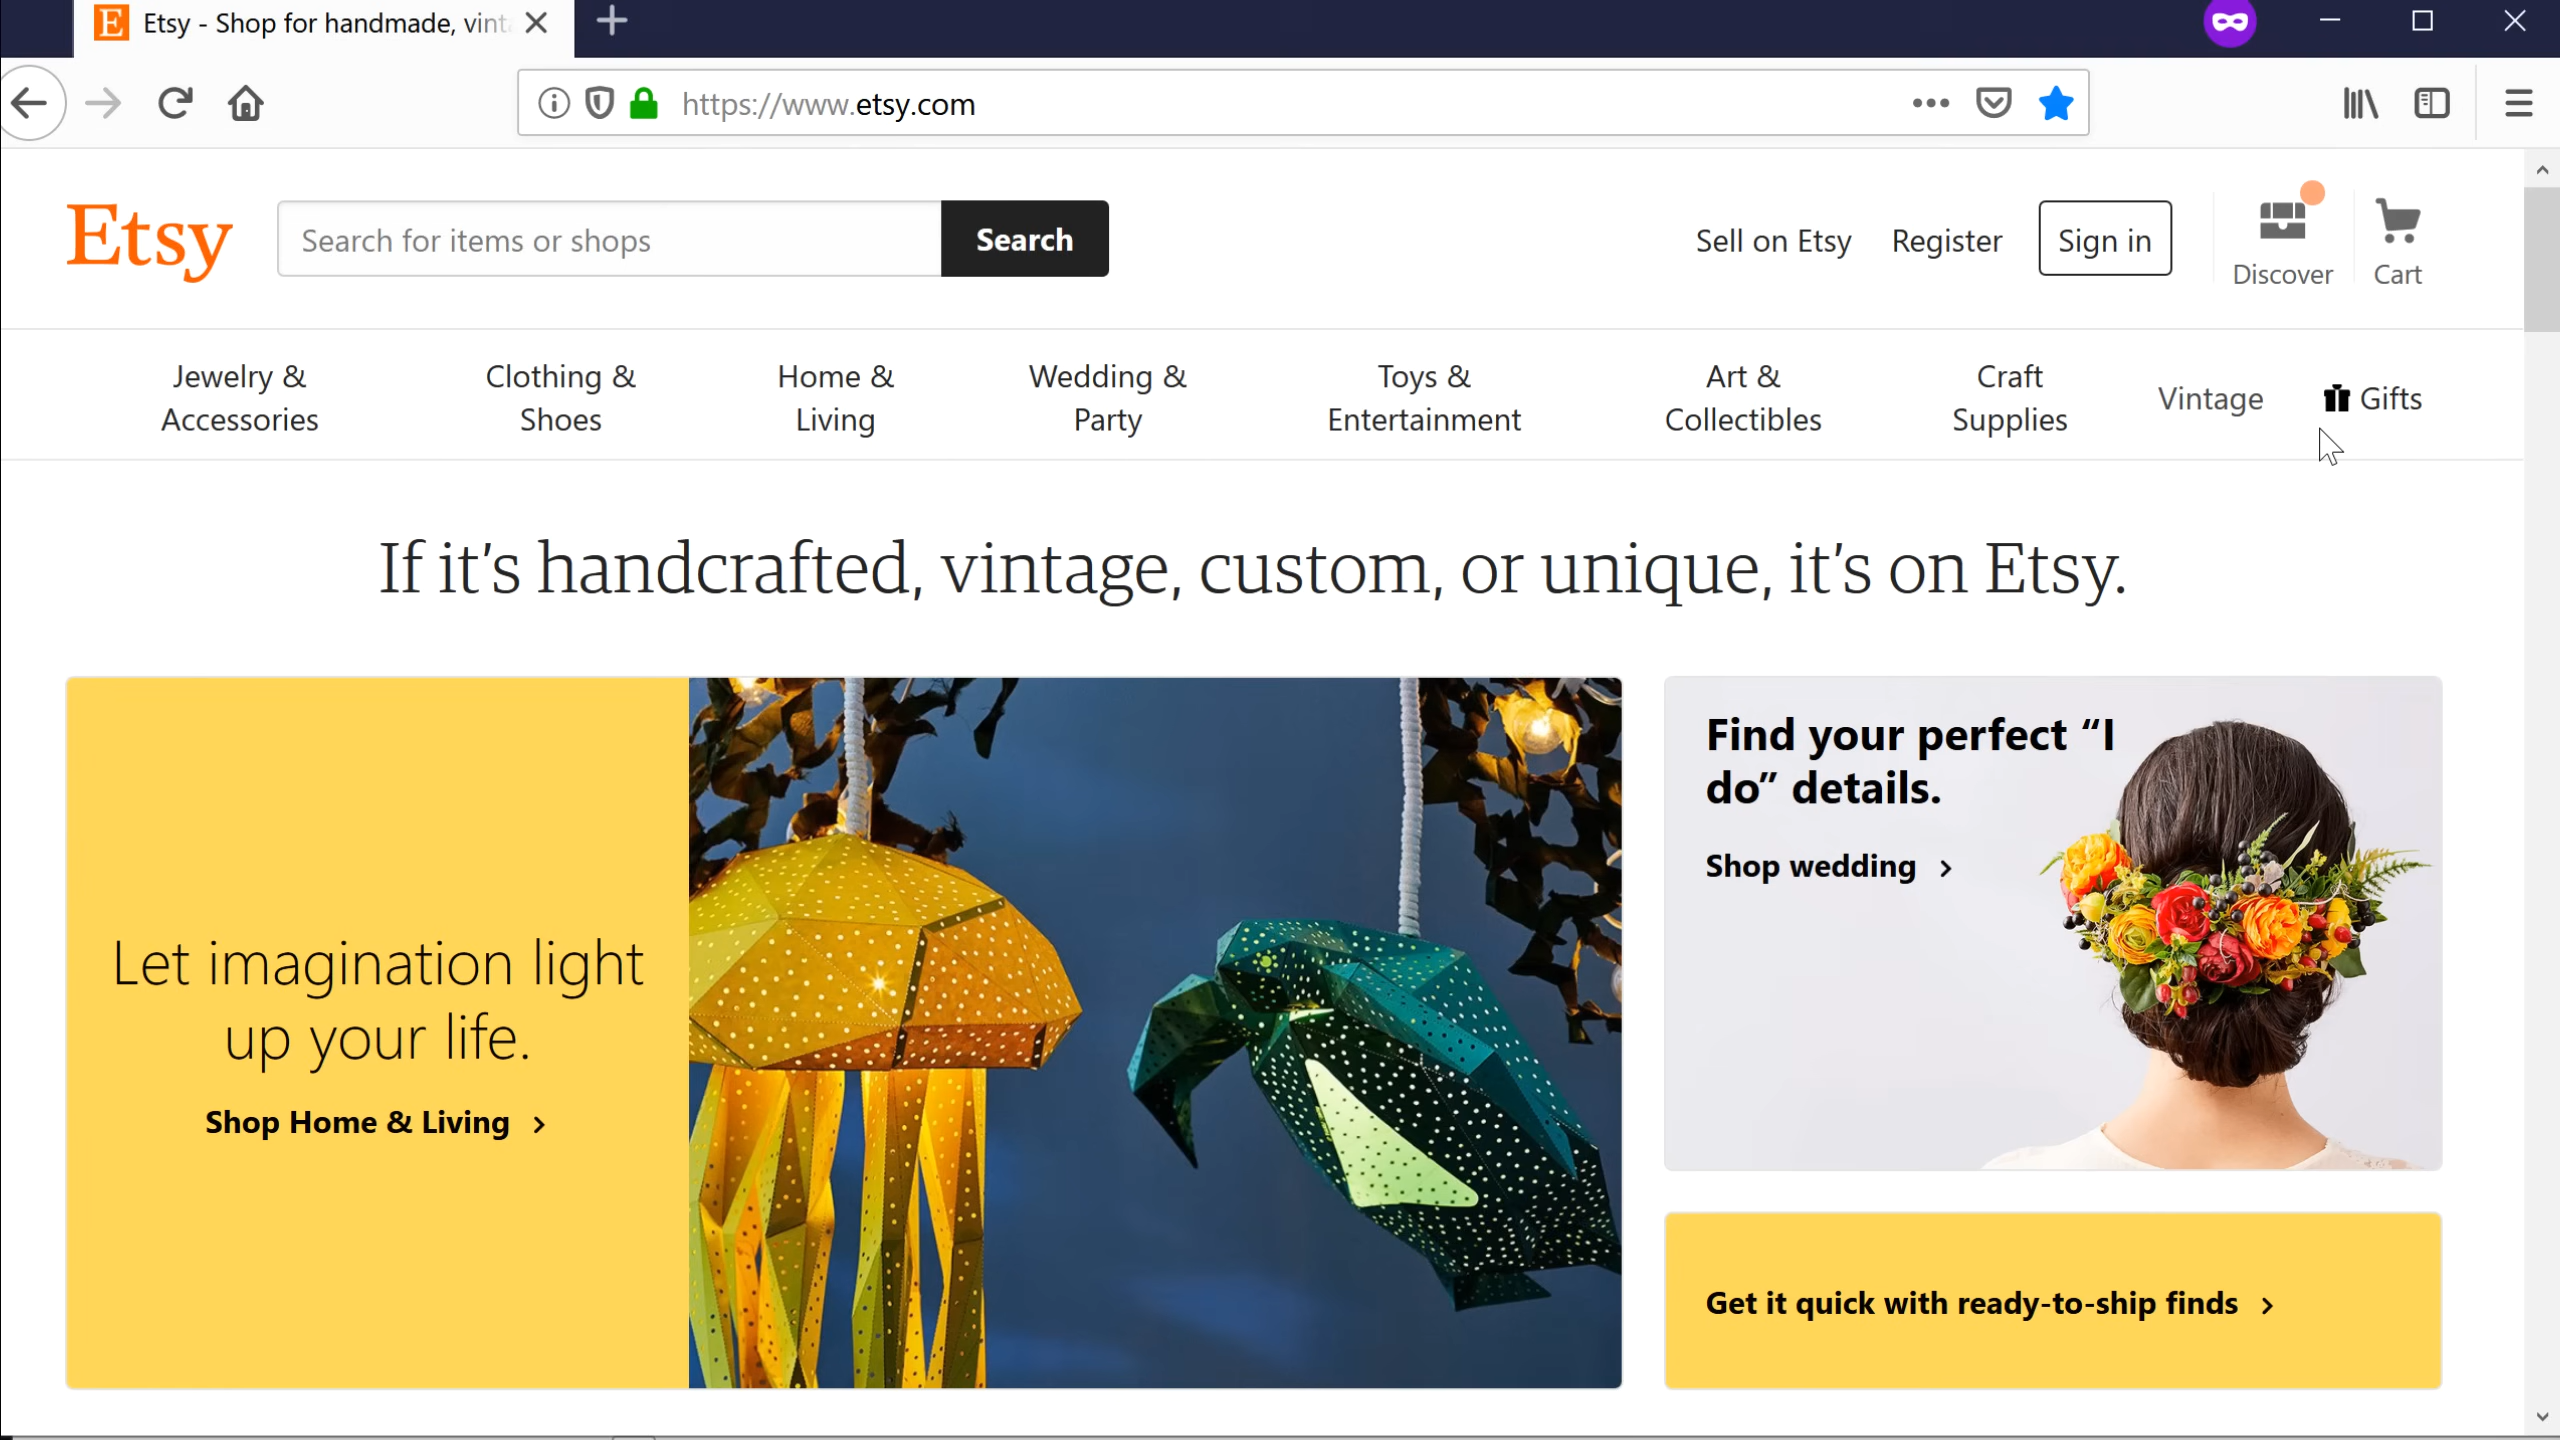 Etsy - Shop for handmade, vint
https://www.etsy.com
Etsy
Search for items or shops
Search
Sell on Etsy
Register
Sign in
Discover
Cart
Jewelry &
Accessories
Clothing &
Shoes
Home &
Living
Wedding &
Party
Toys &
Entertainment
Art &
Collectibles
Craft
Supplies
Vintage
Gifts
If it’s handcrafted, vintage, custom, or unique, it’s on Etsy.
Let imagination light
up your life.
Shop Home & Living >
Find your perfect “I
do” details.
Shop wedding >
Get it quick with ready-to-ship finds >